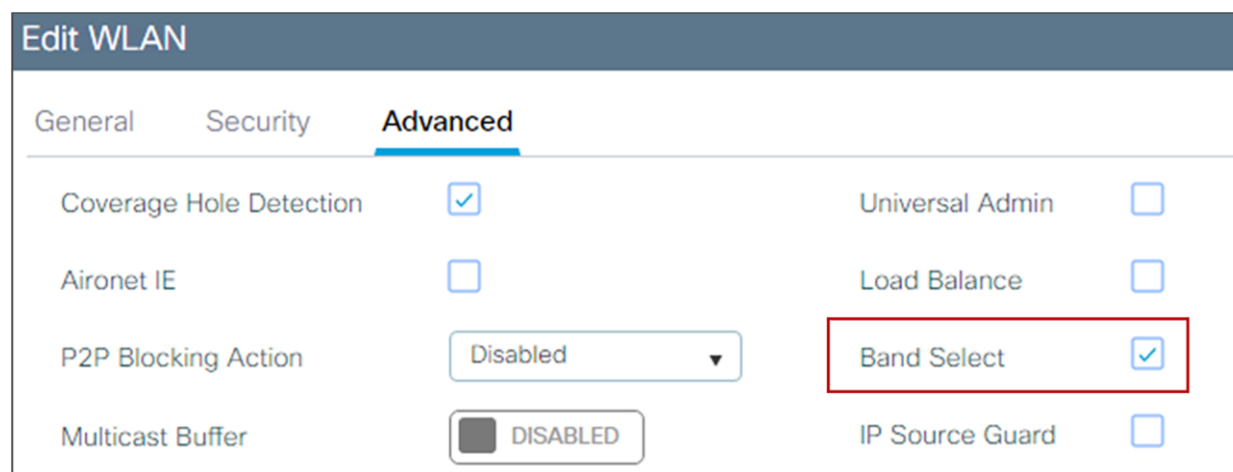 Edit WLAN
General Security Advanced
Coverage Hole Detection Universal Admin
Aironet IE Load Balance
P2P Blocking Action Disabled Band Select
Multicast Buffer DISABLED IP Source Guard